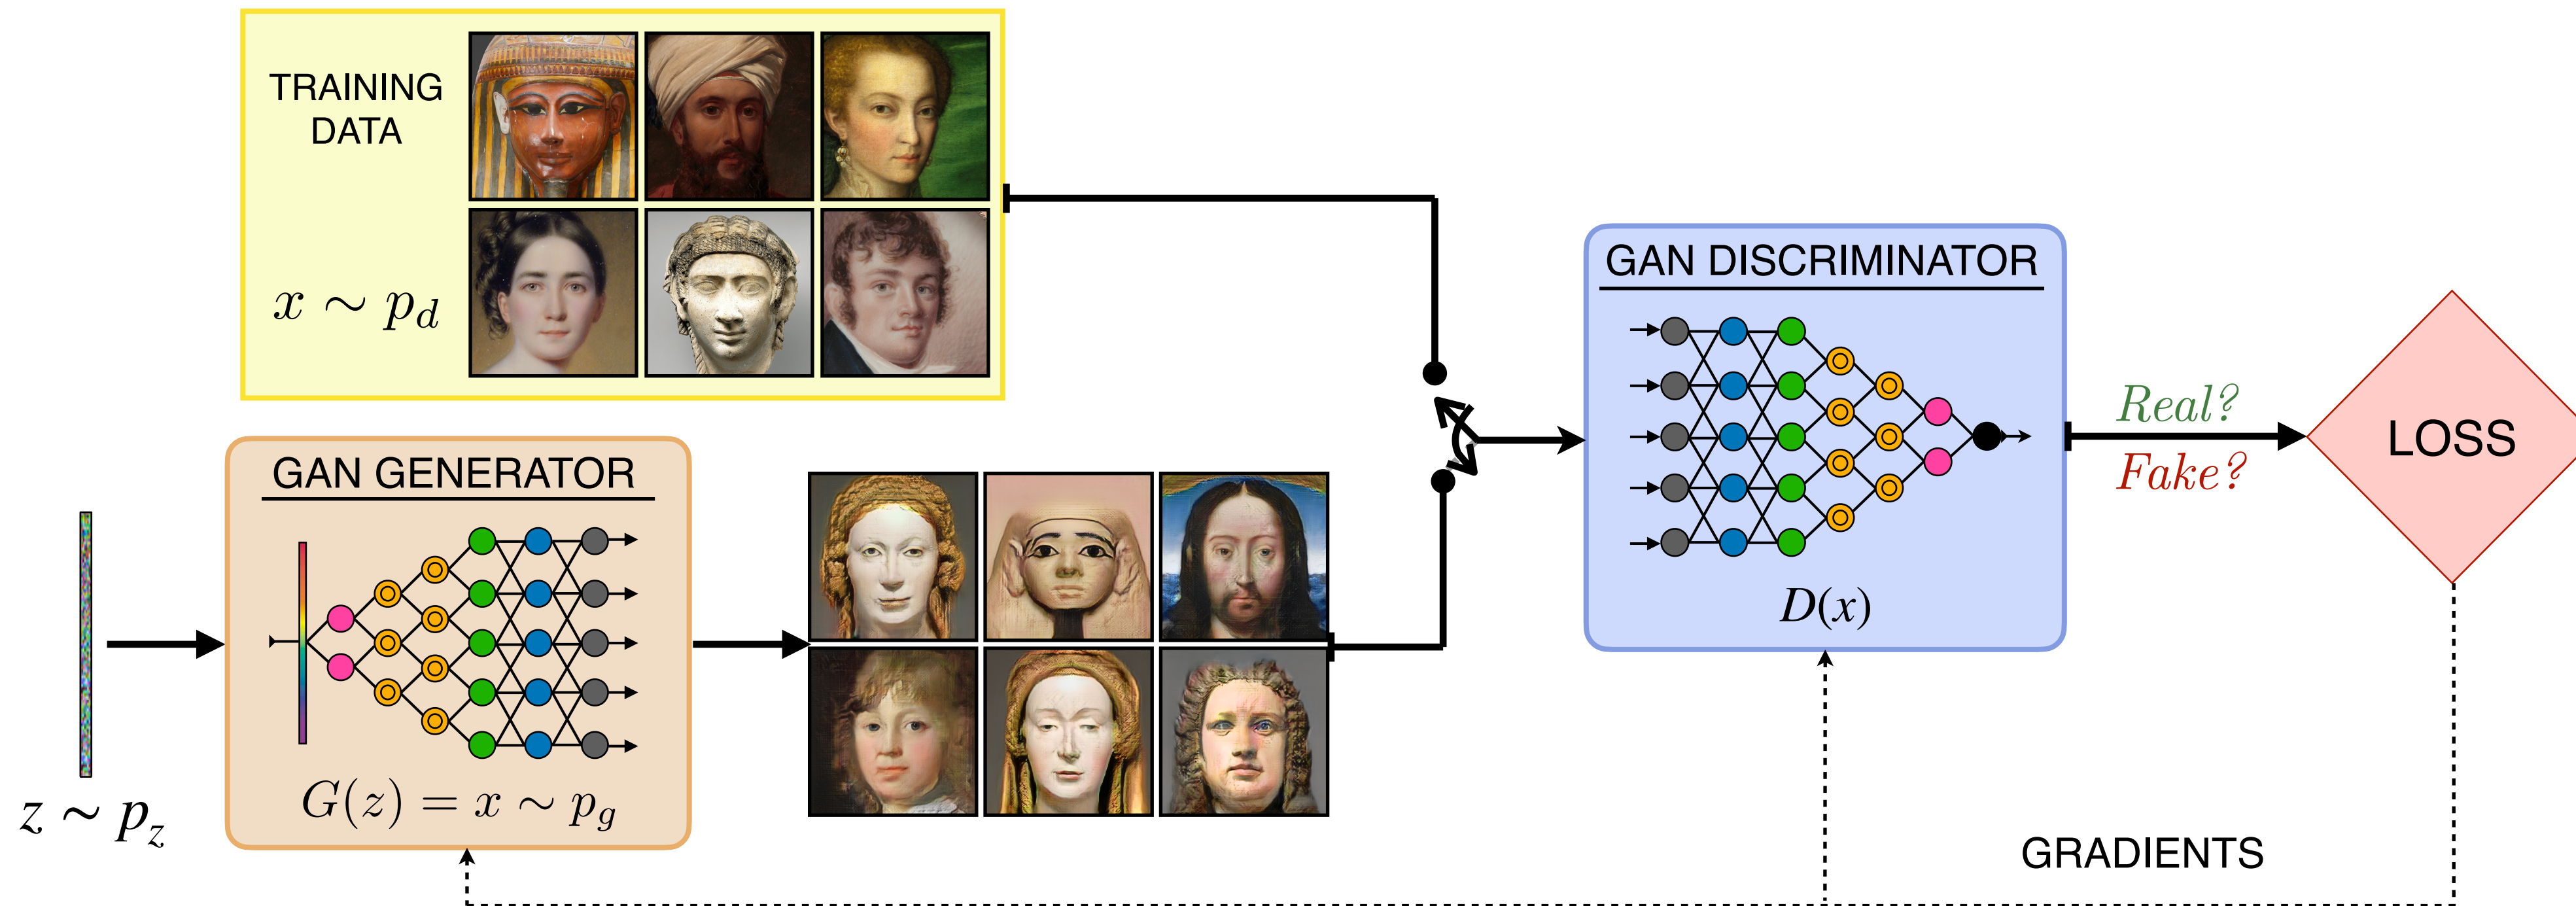 TRAINING
DATA
x ∼ p_d
GAN GENERATOR
G(z) = x ∼ p_g
z ∼ p_z
GAN DISCRIMINATOR
D(x)
Real?
Fake?
LOSS
GRADIENTS